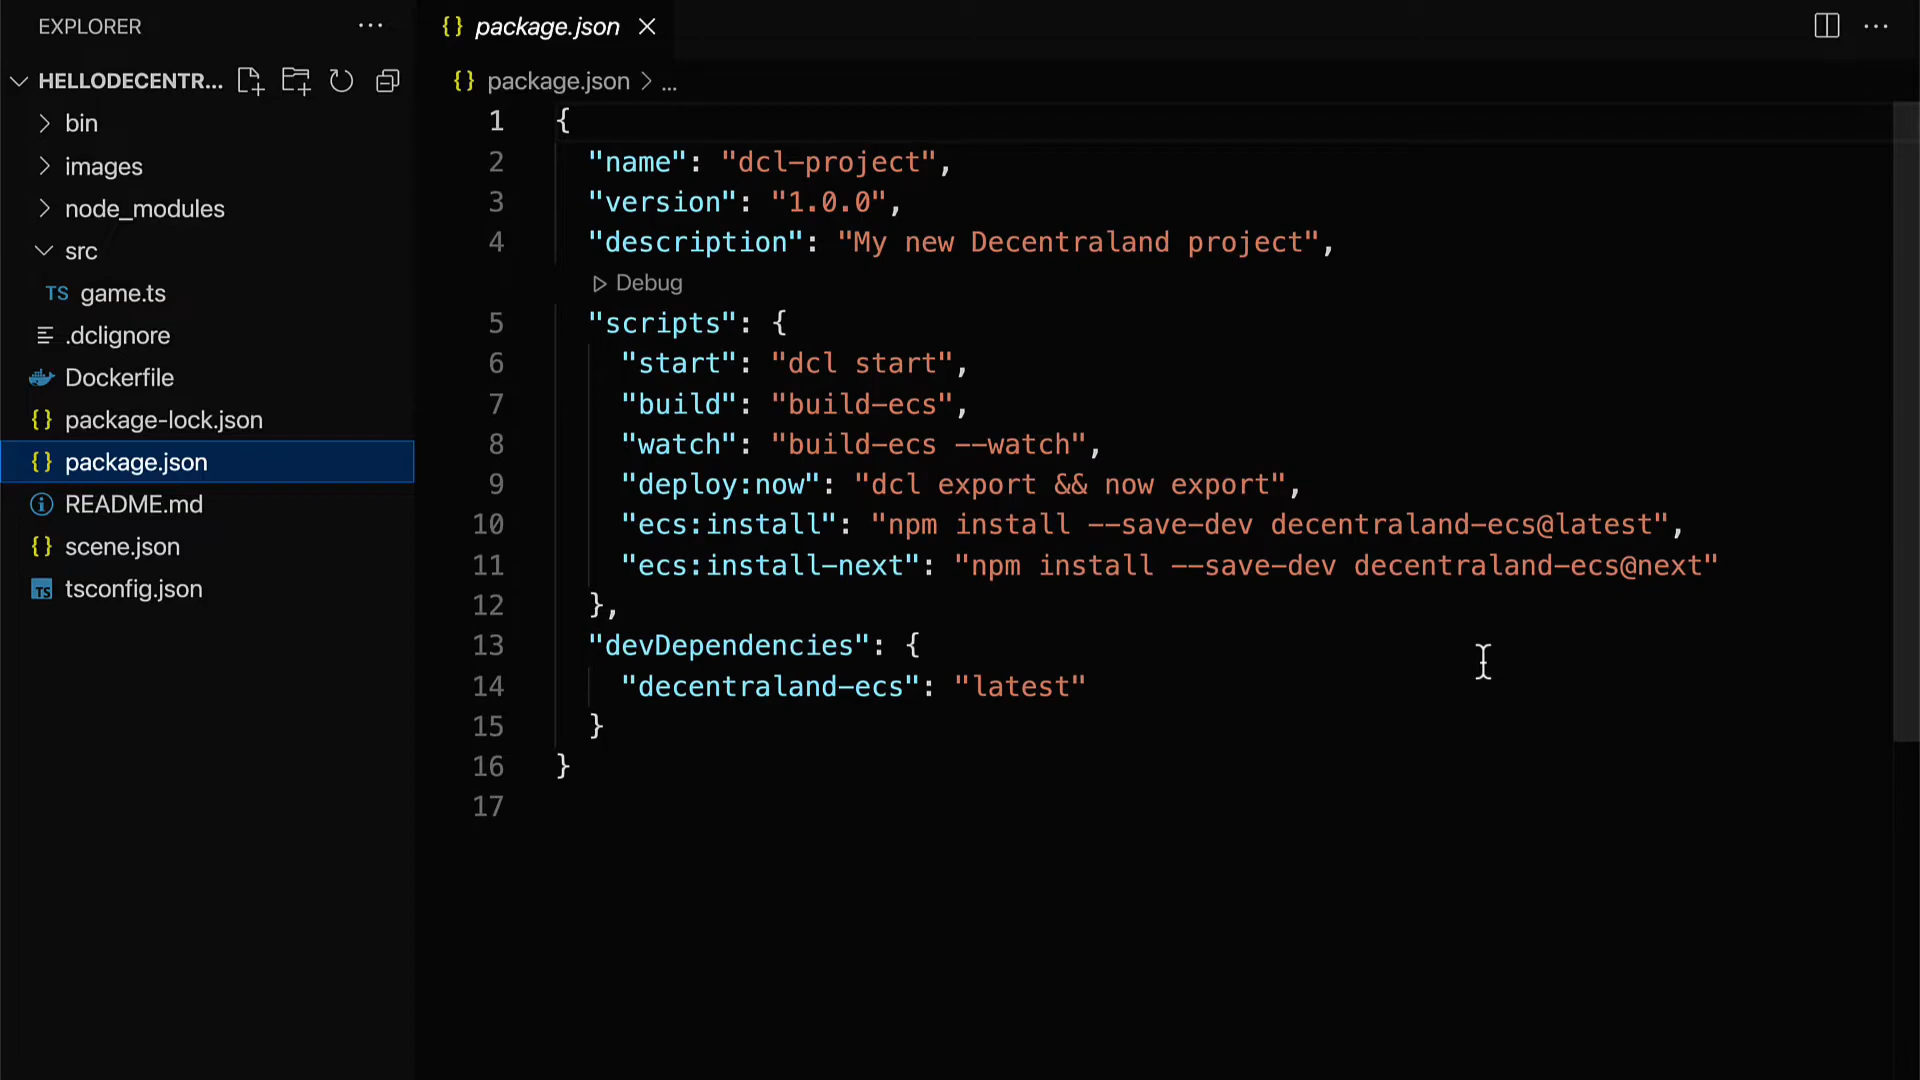 EXPLORER
HELLODECENTR...
bin
images
node_modules
src
TS game.ts
.dclignore
Dockerfile
{} package-lock.json
{} package.json
README.md
{} scene.json
TS tsconfig.json
{} package.json
{} package.json > ...
1 {
2 "name": "dcl-project",
3 "version": "1.0.0",
4 "description": "My new Decentraland project",
Debug
5 "scripts": {
6 "start": "dcl start",
7 "build": "build-ecs",
8 "watch": "build-ecs --watch",
9 "deploy:now": "dcl export && now export",
10 "ecs:install": "npm install --save-dev decentraland-ecs@latest",
11 "ecs:install-next": "npm install --save-dev decentraland-ecs@next"
12 },
13 "devDependencies": {
14 "decentraland-ecs": "latest"
15 }
16 }
17